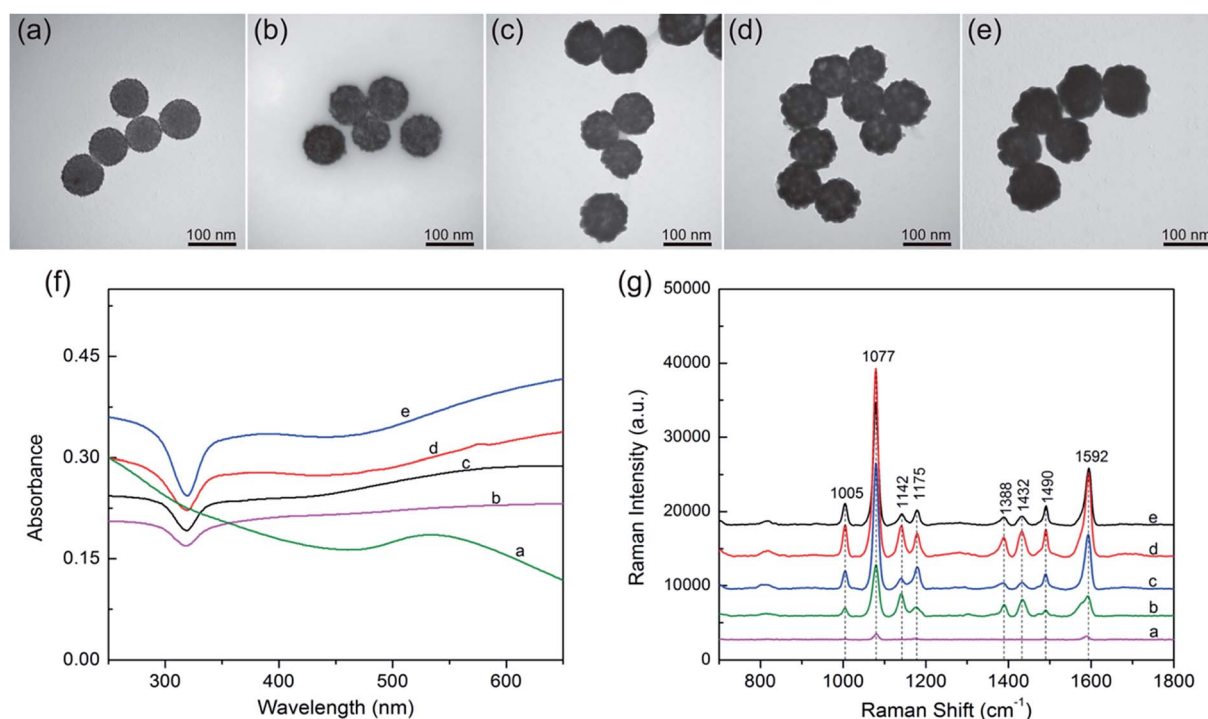 (a)
(b)
(c)
(d)
(e)
100 nm
100 nm
100 nm
100 nm
100 nm
(f)
0.45
0.30
0.15
0.00
300
400
500
600
Absorbance
Wavelength (nm)
e
d
c
b
a
(g)
50000
40000
30000
20000
10000
0
800
1000
1200
1400
1600
1800
Raman Intensity (a.u.)
Raman Shift (cm⁻¹)
1005
1077
1142
1175
1388
1432
1490
1592
e
d
c
b
a